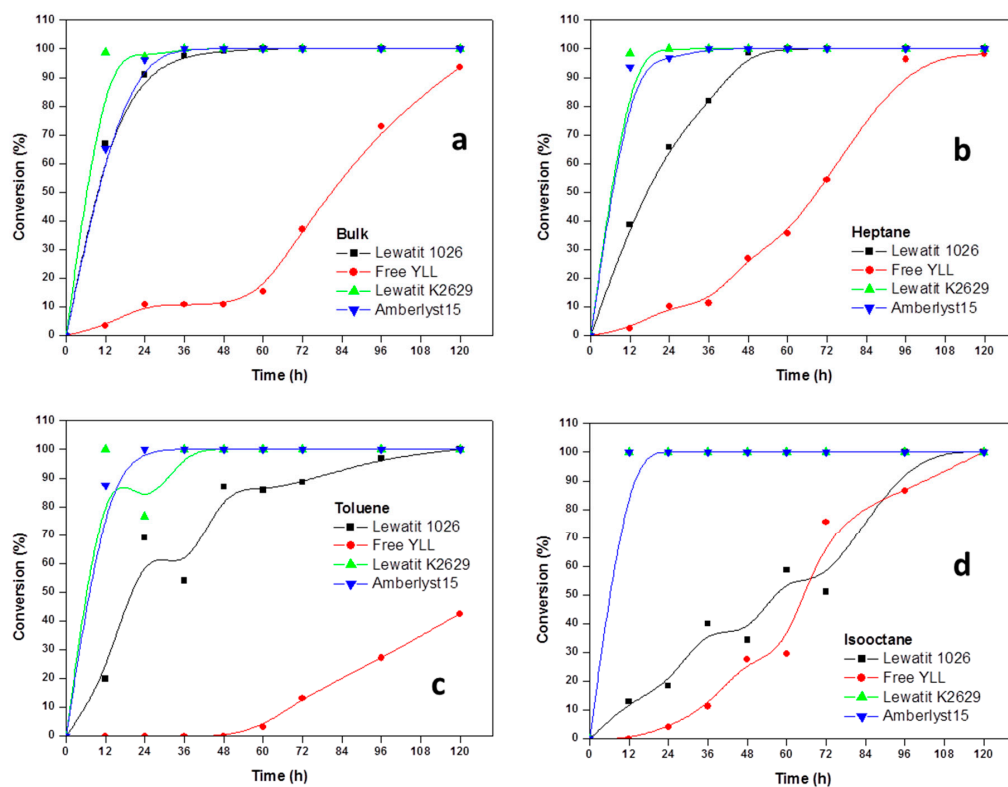 110
100
90
80
70
60
50
40
30
20
10
0
Conversion (%)
a
Bulk
Lewatit 1026
Free YLL
Lewatit K2629
Amberlyst15
0 12 24 36 48 60 72 84 96 108 120
Time (h)
110
100
90
80
70
60
50
40
30
20
10
0
Conversion (%)
b
Heptane
Lewatit 1026
Free YLL
Lewatit K2629
Amberlyst15
0 12 24 36 48 60 72 84 96 108 120
Time (h)
110
100
90
80
70
60
50
40
30
20
10
0
Conversion (%)
Toluene
Lewatit 1026
Free YLL
Lewatit K2629
Amberlyst15
c
0 12 24 36 48 60 72 84 96 108 120
Time (h)
110
100
90
80
70
60
50
40
30
20
10
0
Conversion (%)
d
Isooctane
Lewatit 1026
Free YLL
Lewatit K2629
Amberlyst15
0 12 24 36 48 60 72 84 96 108 120
Time (h)